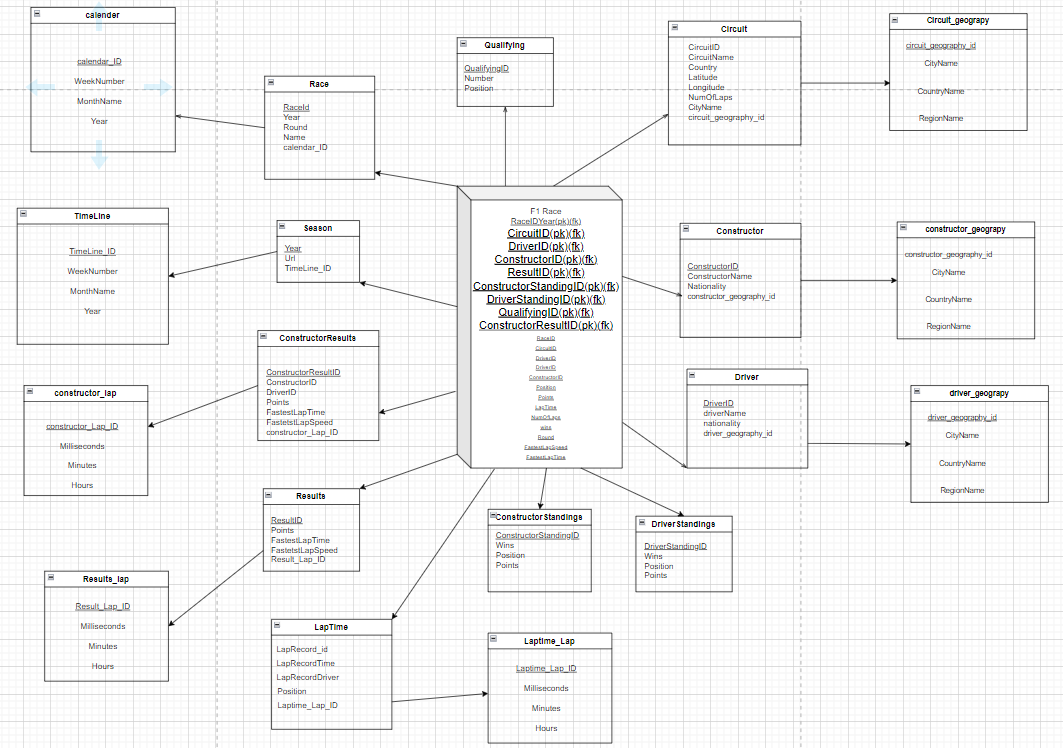 calender
calendar_ID
WeekNumber
MonthName
Year
Race
RaceId
Year
Round
Name
calendar_ID
Qualifying
QualifyingID
Number
Position
Circuit
CircuitID
CircuitName
Country
Latitude
Longitude
NumOfLaps
CityName
circuit_geography_id
Circuit_geograpy
circuit_geography_id
CityName
CountryName
RegionName
TimeLine
TimeLine_ID
WeekNumber
MonthName
Year
Season
Year
Url
TimeLine_ID
F1 Race
RaceIDYear(pk)(fk)
CircuitID(pk)(fk)
DriverID(pk)(fk)
ConstructorID(pk)(fk)
ResultID(pk)(fk)
ConstructorStandingID(pk)(fk)
DriverStandingID(pk)(fk)
QualifyingID(pk)(fk)
ConstructorResultID(pk)(fk)
RaceID
CircuitID
DriverID
DriverID
ConstructorID
Position
Points
LapTime
NumOfLaps
wins
Round
FastestLapSpeed
FastestLapTime
Constructor
ConstructorID
ConstructorName
Nationality
constructor_geography_id
constructor_geograpy
constructor_geography_id
CityName
CountryName
RegionName
ConstructorResults
ConstructorResultID
ConstructorID
DriverID
Points
FastestLapTime
FastetstLapSpeed
constructor_Lap_ID
constructor_lap
constructor_Lap_ID
Milliseconds
Minutes
Hours
Driver
DriverID
driverName
nationality
driver_geography_id
driver_geograpy
driver_geography_id
CityName
CountryName
RegionName
Results
ResultID
Points
FastestLapTime
FastetstLapSpeed
Result_Lap_ID
ConstructorStandings
ConstructorStandingID
Wins
Position
Points
DriverStandings
DriverStandingID
Wins
Position
Points
Results_lap
Result_Lap_ID
Milliseconds
Minutes
Hours
LapTime
LapRecord_id
LapRecordTime
LapRecordDriver
Position
Laptime_Lap_ID
Laptime_Lap
Laptime_Lap_ID
Milliseconds
Minutes
Hours